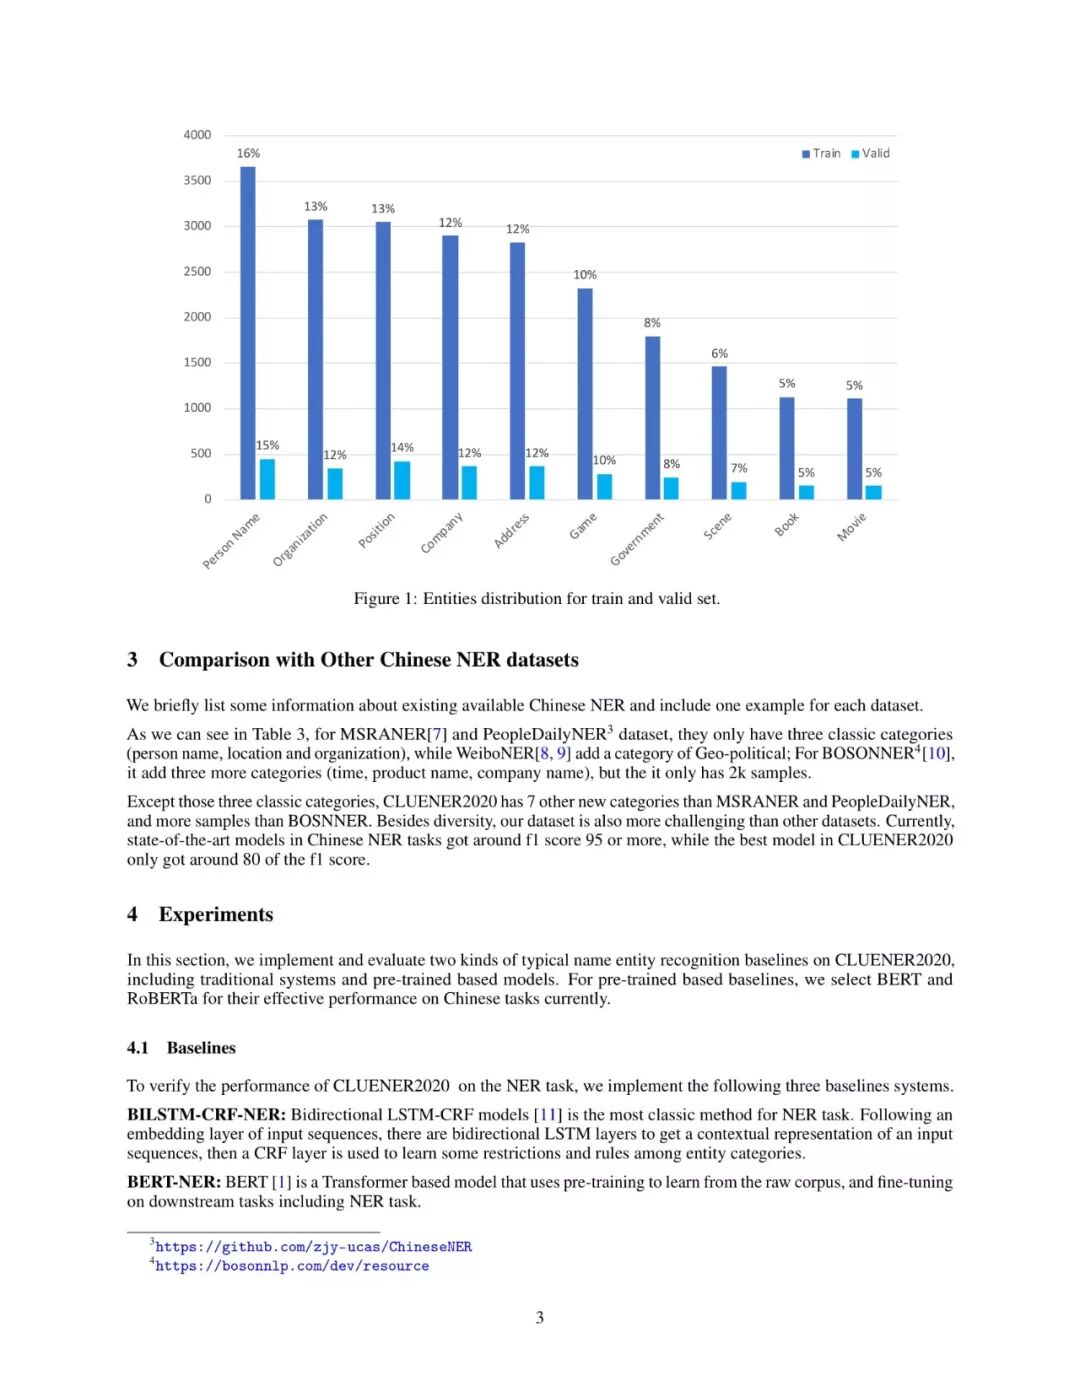 4000
3500
3000
2500
2000
1500
1000
500
0
Train
Valid
16%
13%
13%
12%
12%
10%
8%
6%
5%
5%
15%
12%
14%
12%
12%
10%
8%
7%
5%
5%
Person Name
Organization
Position
Company
Address
Game
Government
Scene
Book
Movie
Figure 1: Entities distribution for train and valid set.
3 Comparison with Other Chinese NER datasets
We briefly list some information about existing available Chinese NER and include one example for each dataset.
As we can see in Table 3, for MSRANER[7] and PeopleDailyNER3 dataset, they only have three classic categories
(person name, location and organization), while WeiboNER[8, 9] add a category of Geo-political; For BOSONNER4[10],
it add three more categories (time, product name, company name), but the it only has 2k samples.
Except those three classic categories, CLUENER2020 has 7 other new categories than MSRANER and PeopleDailyNER,
and more samples than BOSNNER. Besides diversity, our dataset is also more challenging than other datasets. Currently,
state-of-the-art models in Chinese NER tasks got around f1 score 95 or more, while the best model in CLUENER2020
only got around 80 of the f1 score.
4 Experiments
In this section, we implement and evaluate two kinds of typical name entity recognition baselines on CLUENER2020,
including traditional systems and pre-trained based models. For pre-trained based baselines, we select BERT and
RoBERTa for their effective performance on Chinese tasks currently.
4.1 Baselines
To verify the performance of CLUENER2020 on the NER task, we implement the following three baselines systems.
BILSTM-CRF-NER: Bidirectional LSTM-CRF models [11] is the most classic method for NER task. Following an
embedding layer of input sequences, there are bidirectional LSTM layers to get a contextual representation of an input
sequences, then a CRF layer is used to learn some restrictions and rules among entity categories.
BERT-NER: BERT [1] is a Transformer based model that uses pre-training to learn from the raw corpus, and fine-tuning
on downstream tasks including NER task.
3https://github.com/zjy-ucas/ChineseNER
4https://bosonnlp.com/dev/resource
3